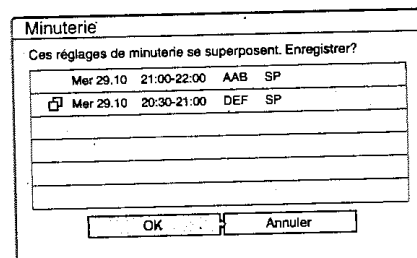 Minuterie
Ces réglages de minuterie se superposent. Enregistrer?
Mer 29.10 21:00-22:00 AAB SP
Mer 29.10 20:30-21:00 DEF SP
OK Annuler